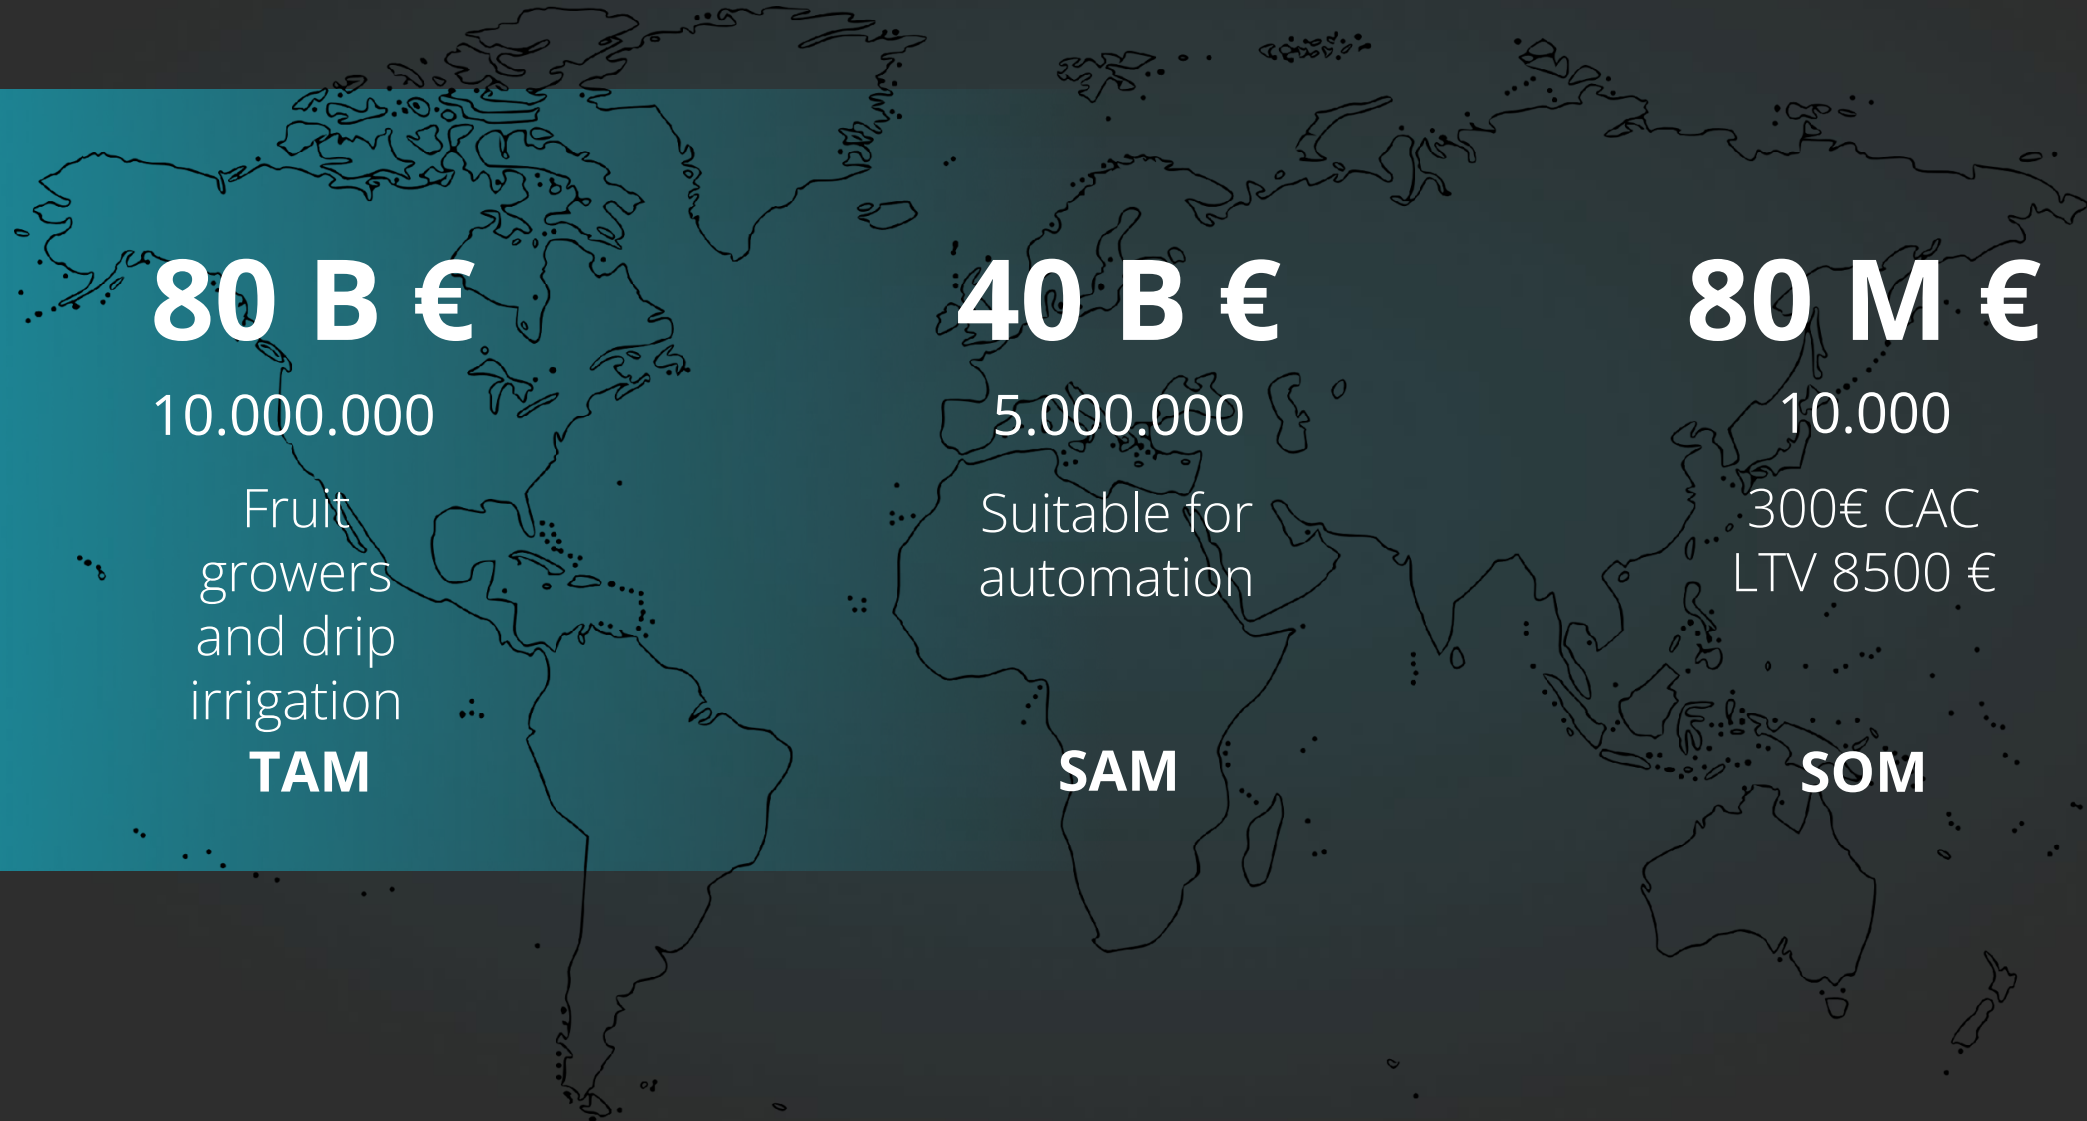 80 B €
10.000.000
Fruit
growers
and drip
irrigation
TAM
40 B €
5.000.000
Suitable for
automation
SAM
80 M €
10.000
300€ CAC
LTV 8500 €
SOM